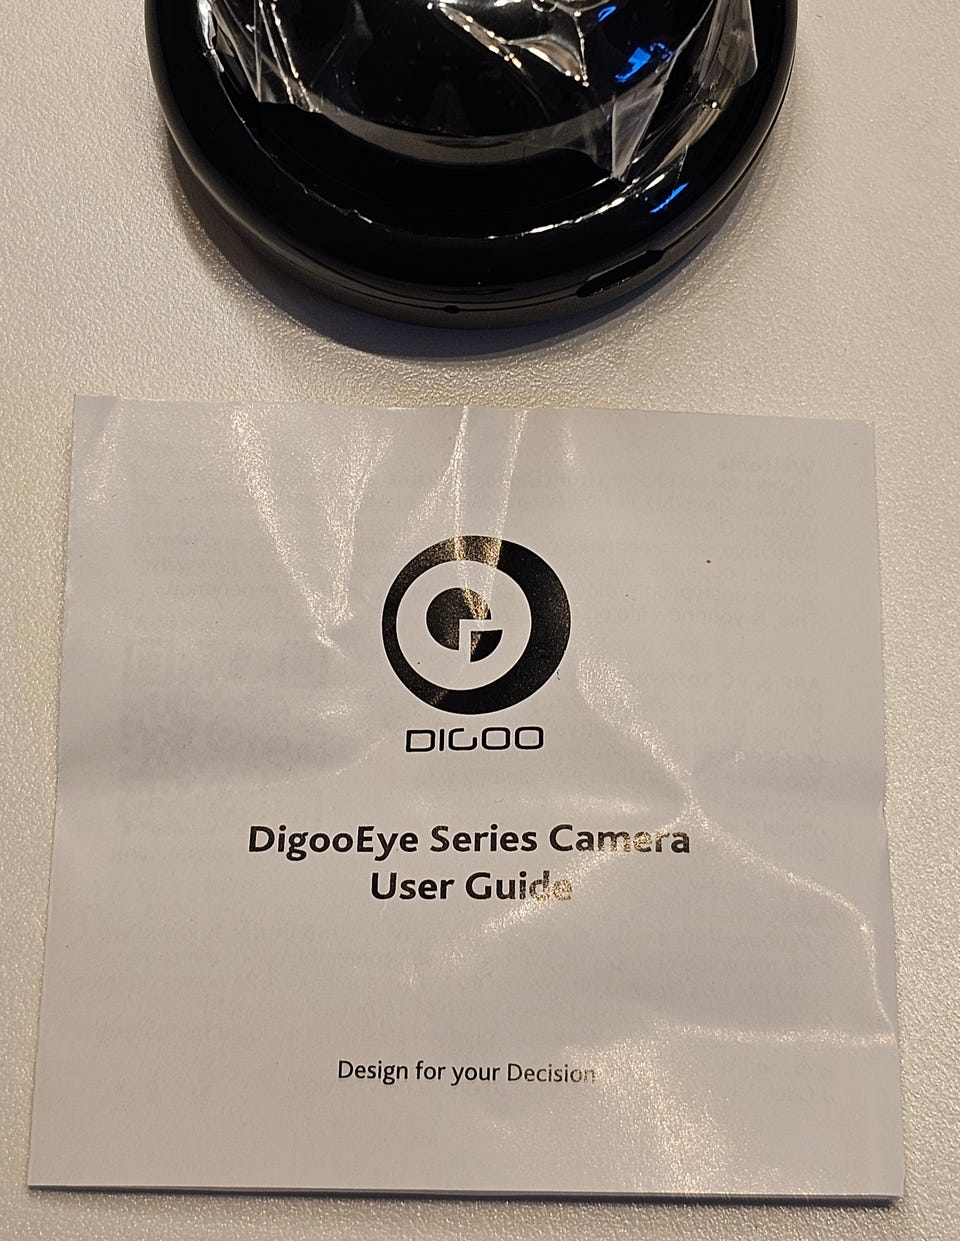 DIGOO
DigooEye Series Camera
User Guide
Design for your Decision